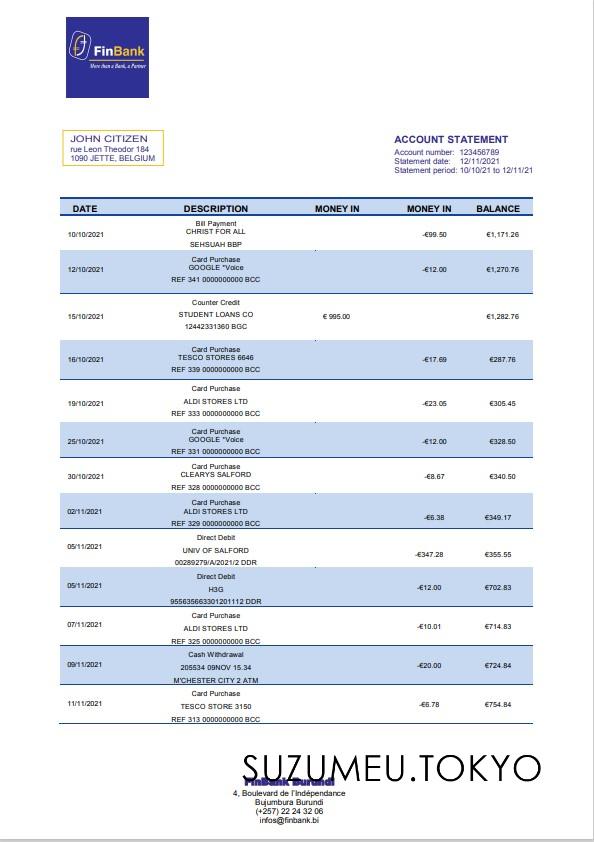 FinBank
More than a Bank, a Partner
JOHN CITIZEN
rue Leon Theodor 184
1090 JETTE, BELGIUM
ACCOUNT STATEMENT
Account number: 123456789
Statement date: 12/11/2021
Statement period: 10/10/21 to 12/11/21
DATE DESCRIPTION MONEY IN MONEY IN BALANCE
Bill Payment
10/10/2021 CHRIST FOR ALL -€99.50 €1,171.26
SEHSUAH BBP
Card Purchase
12/10/2021 GOOGLE "Voice -€12.00 €1,270.76
REF 341 0000000000 BCC
Counter Credit
15/10/2021 STUDENT LOANS CO € 995.00 €1,282.76
12442331360 BGC
Card Purchase
16/10/2021 TESCO STORES 6646 -€17.69 €287.76
REF 339 0000000000 BCC
Card Purchase
19/10/2021 ALDI STORES LTD -€23.05 €305.45
REF 333 0000000000 BCC
Card Purchase
25/10/2021 GOOGLE "Voice -€12.00 €328.50
REF 331 0000000000 BCC
Card Purchase
30/10/2021 CLEARYS SALFORD -€8.67 €340.50
REF 328 0000000000 BCC
Card Purchase
02/11/2021 ALDI STORES LTD -€6.38 €349.17
REF 329 0000000000 BCC
Direct Debit
05/11/2021 UNIV OF SALFORD -€347.28 €355.55
00289279/A/2021/2 DDR
Direct Debit
05/11/2021 H3G -€12.00 €702.83
955635663301201112 DDR
Card Purchase
07/11/2021 ALDI STORES LTD -€10.01 €714.83
REF 325 0000000000 BCC
Cash Withdrawal
09/11/2021 205534 09NOV 15.34 -€20.00 €724.84
M'CHESTER CITY 2 ATM
Card Purchase
11/11/2021 TESCO STORE 3150 -€6.78 €754.84
REF 313 0000000000 BCC
SUZUMEU.TOKYO
FinBank Burundi
4, Boulevard de l'Indépendance
Bujumbura Burundi
(+257) 22 24 32 06
infos@finbank.bi